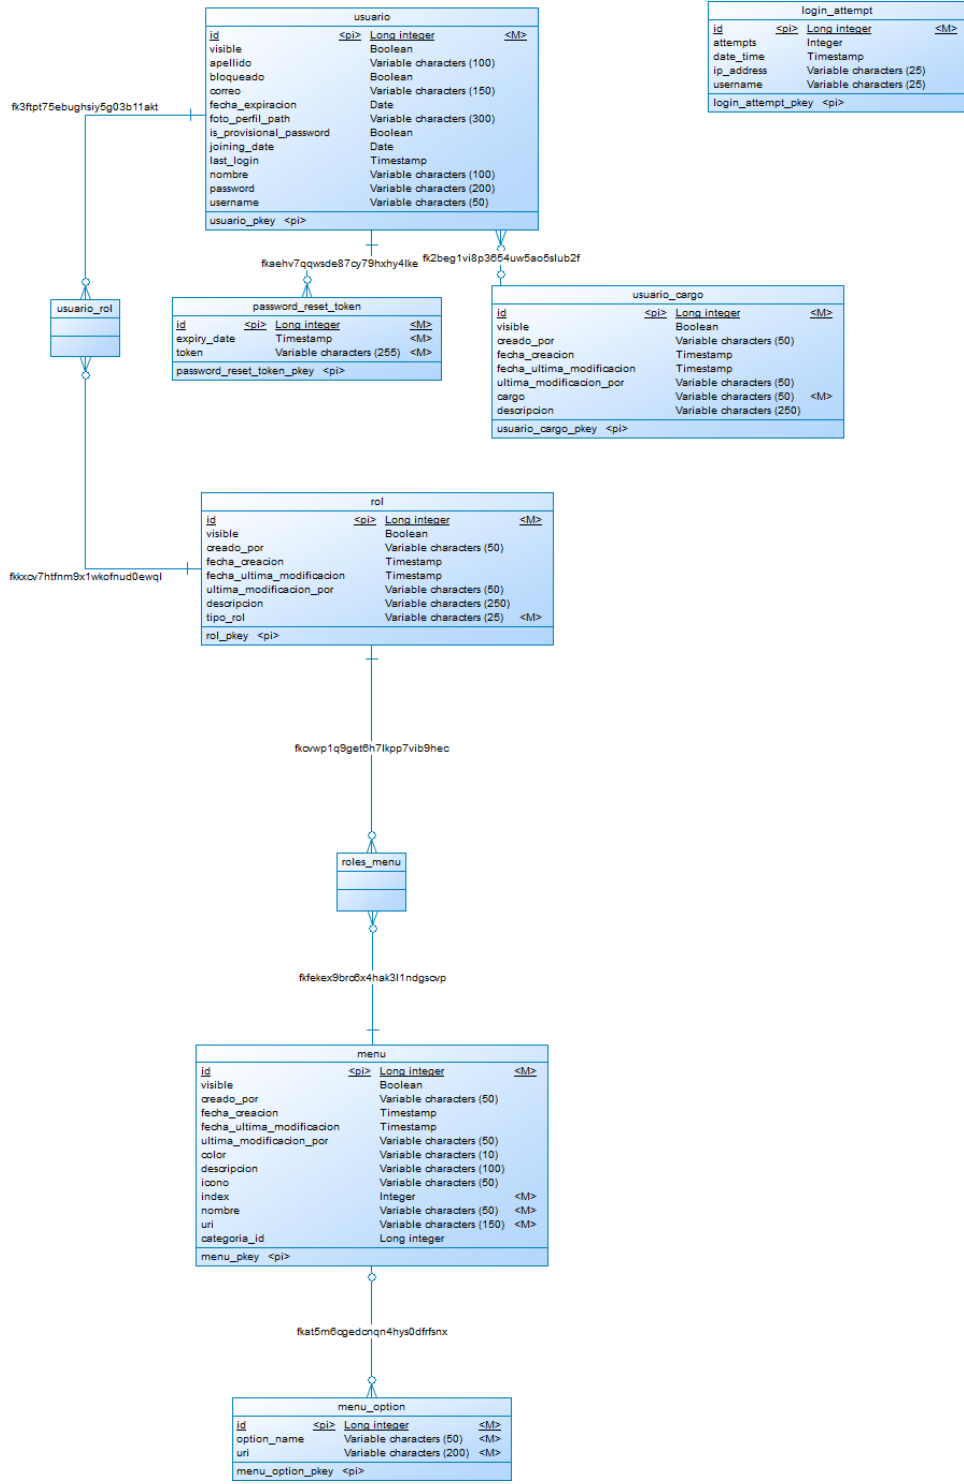 usuario
id <pi> Long integer <M>
visible Boolean
apellido Variable characters (100)
bloqueado Boolean
correo Variable characters (150)
fecha_expiracion Date
foto_perfil_path Variable characters (300)
is_provisional_password Boolean
joining_date Date
last_login Timestamp
nombre Variable characters (100)
password Variable characters (200)
username Variable characters (50)
usuario_pkey <pi>
login_attempt
id <pi> Long integer <M>
attempts Integer
date_time Timestamp
ip_address Variable characters (25)
username Variable characters (25)
login_attempt_pkey <pi>
fk3ftpt75ebughsiy5g03b11akt
fkaehv7qqwsde87cy79hxhy4lke
fk2beg1vi8p3654uw5ao5slub2f
usuario_rol
password_reset_token
id <pi> Long integer <M>
expiry_date Timestamp <M>
token Variable characters (255) <M>
password_reset_token_pkey <pi>
usuario_cargo
id <pi> Long integer <M>
visible Boolean
creado_por Variable characters (50)
fecha_creacion Timestamp
fecha_ultima_modificacion Timestamp
ultima_modificacion_por Variable characters (50)
cargo Variable characters (50) <M>
descripcion Variable characters (250)
usuario_cargo_pkey <pi>
rol
id <pi> Long integer <M>
visible Boolean
creado_por Variable characters (50)
fecha_creacion Timestamp
fecha_ultima_modificacion Timestamp
ultima_modificacion_por Variable characters (50)
descripcion Variable characters (250)
tipo_rol Variable characters (25) <M>
rol_pkey <pi>
fkkxcv7htfnm9x1wkofnud0ewql
fkcvwp1q9get6h7lkpp7vib9hec
roles_menu
fkfekex9brc6x4hak3l1ndgscvp
menu
id <pi> Long integer <M>
visible Boolean
creado_por Variable characters (50)
fecha_creacion Timestamp
fecha_ultima_modificacion Timestamp
ultima_modificacion_por Variable characters (50)
color Variable characters (10)
descripcion Variable characters (100)
icono Variable characters (50)
index Integer <M>
nombre Variable characters (50) <M>
uri Variable characters (150) <M>
categoria_id Long integer
menu_pkey <pi>
fkat5m6cgedcnqn4hys0dfrfsnx
menu_option
id <pi> Long integer <M>
option_name Variable characters (50) <M>
uri Variable characters (200) <M>
menu_option_pkey <pi>